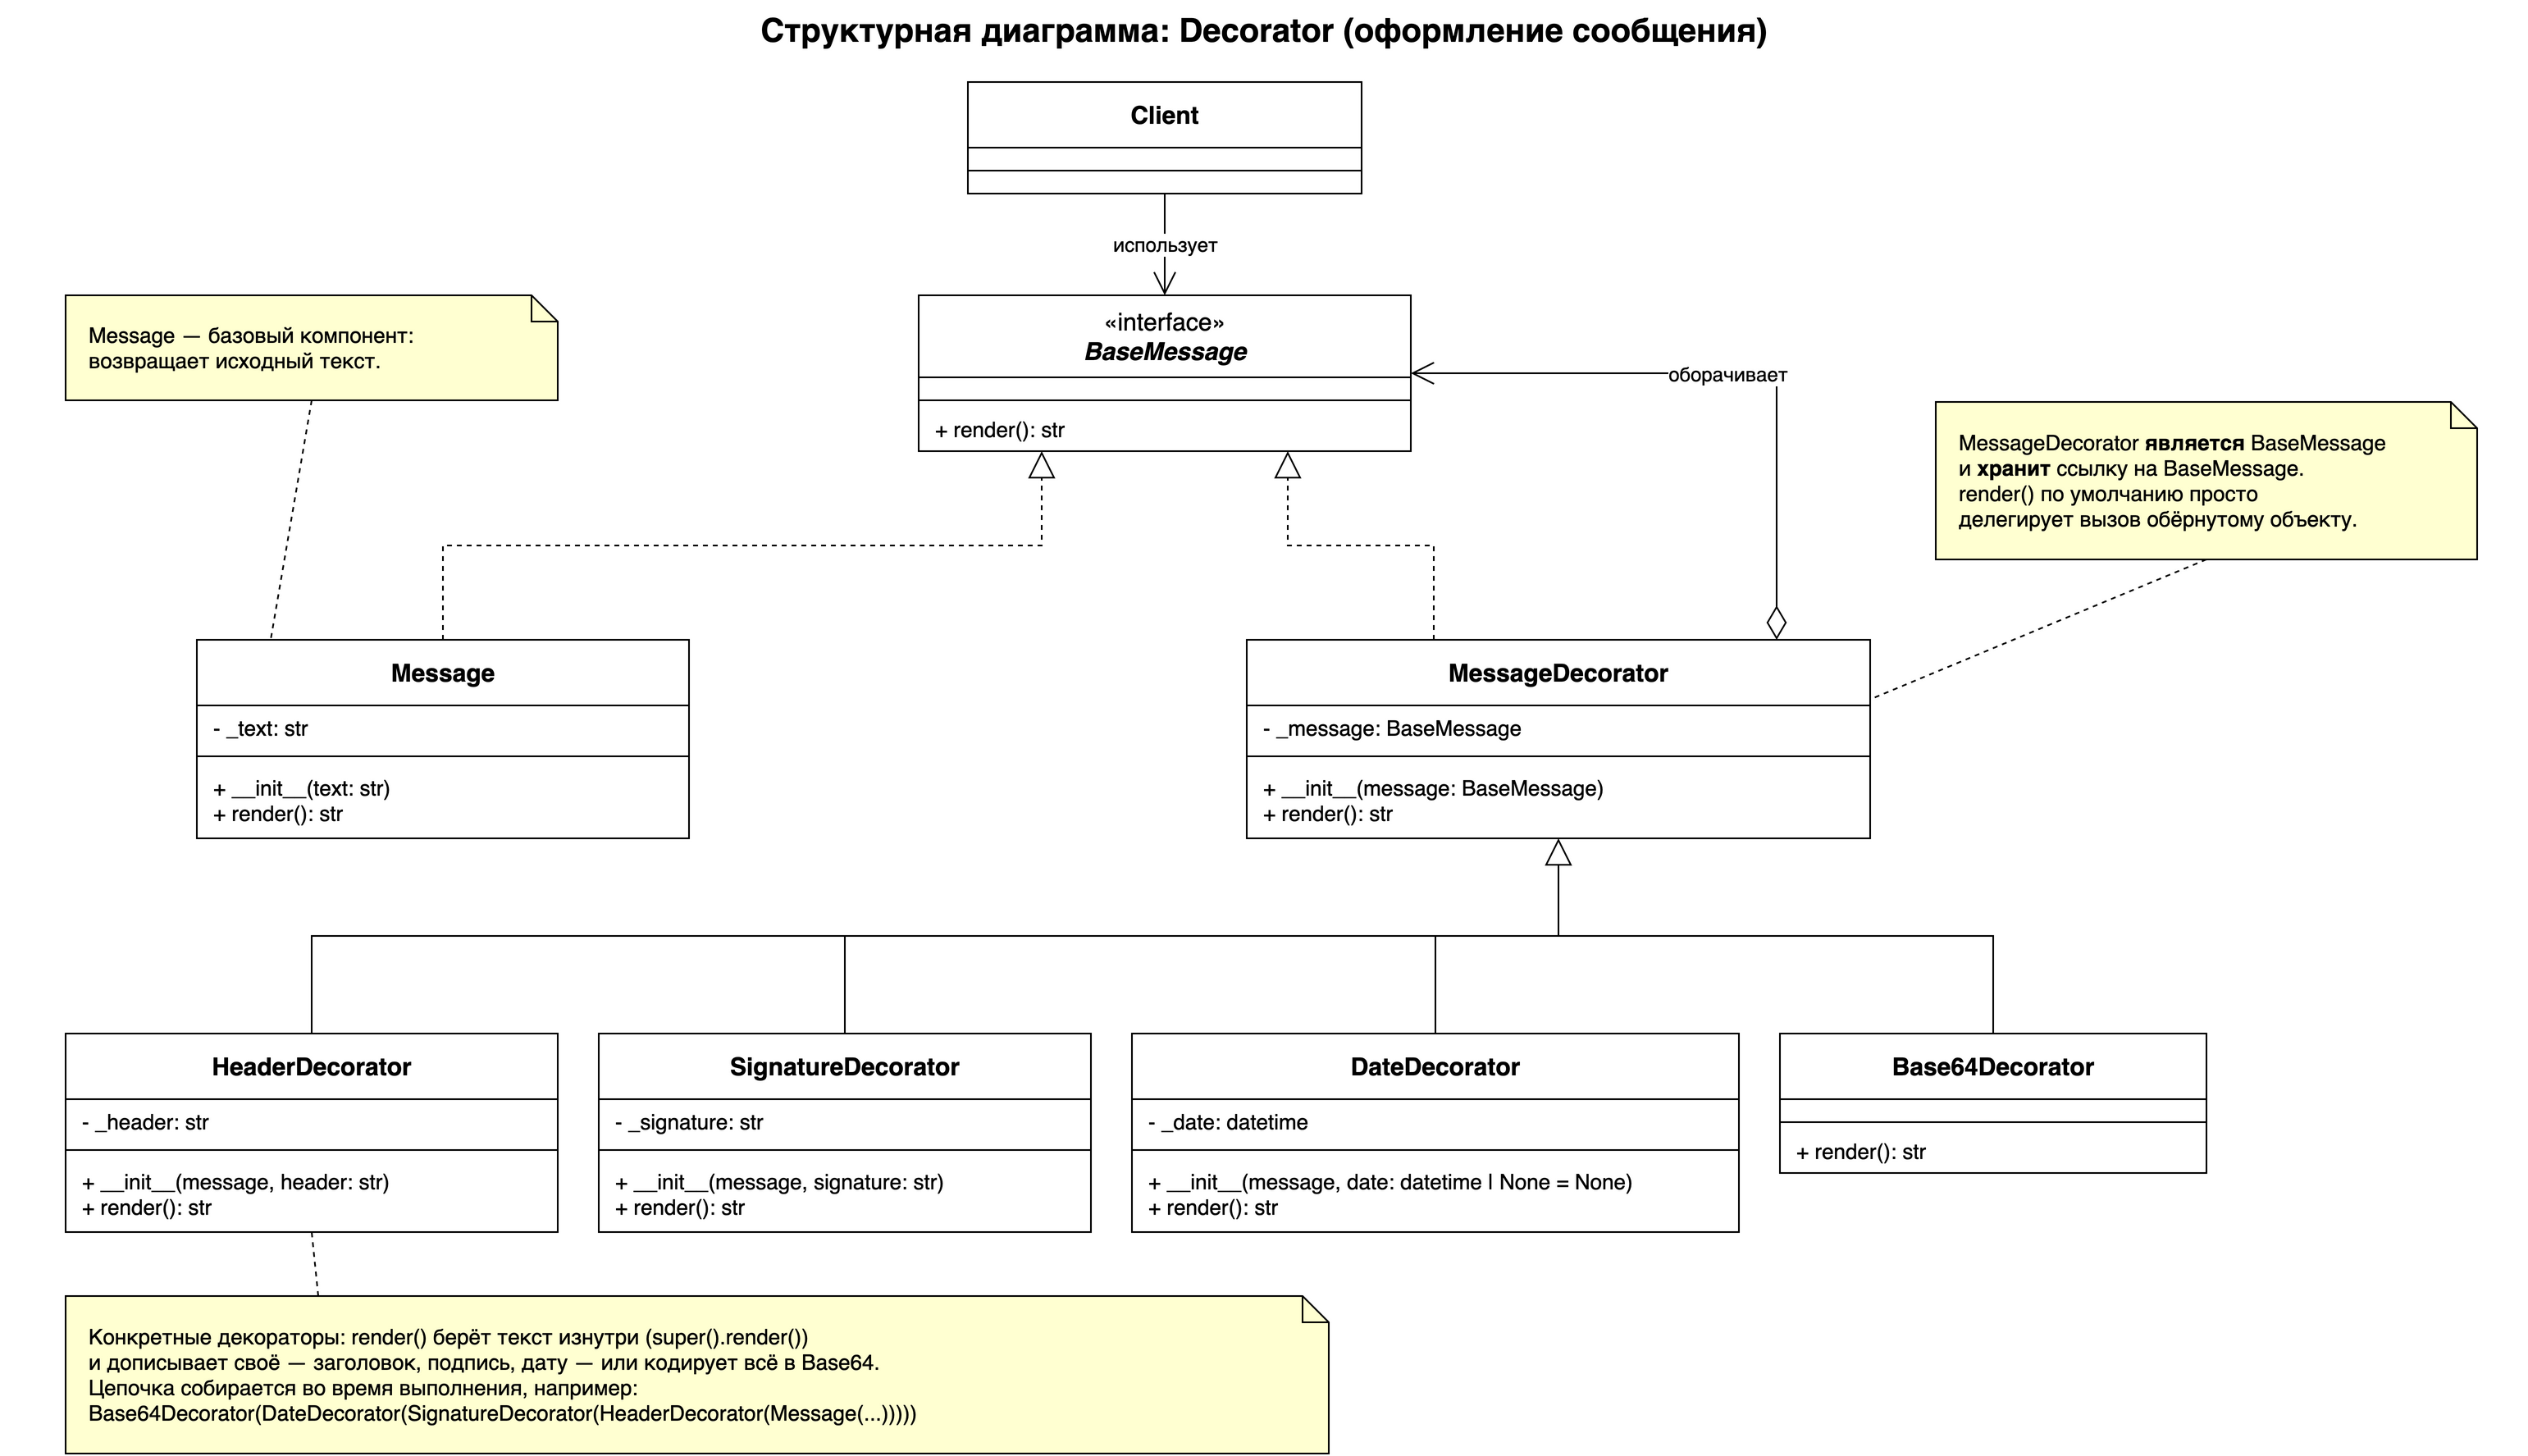 Структурная диаграмма: Decorator (оформление сообщения)
Client
использует
Message — базовый компонент:
возвращает исходный текст.
«interface»
BaseMessage
+ render(): str
оборачивает
MessageDecorator является BaseMessage
и хранит ссылку на BaseMessage.
render() по умолчанию просто
делегирует вызов обёрнутому объекту.
Message
- _text: str
+ __init__(text: str)
+ render(): str
MessageDecorator
- _message: BaseMessage
+ __init__(message: BaseMessage)
+ render(): str
HeaderDecorator
- _header: str
+ __init__(message, header: str)
+ render(): str
SignatureDecorator
- _signature: str
+ __init__(message, signature: str)
+ render(): str
DateDecorator
- _date: datetime
+ __init__(message, date: datetime | None = None)
+ render(): str
Base64Decorator
+ render(): str
Конкретные декораторы: render() берёт текст изнутри (super().render())
и дописывает своё — заголовок, подпись, дату — или кодирует всё в Base64.
Цепочка собирается во время выполнения, например:
Base64Decorator(DateDecorator(SignatureDecorator(HeaderDecorator(Message(...)))))